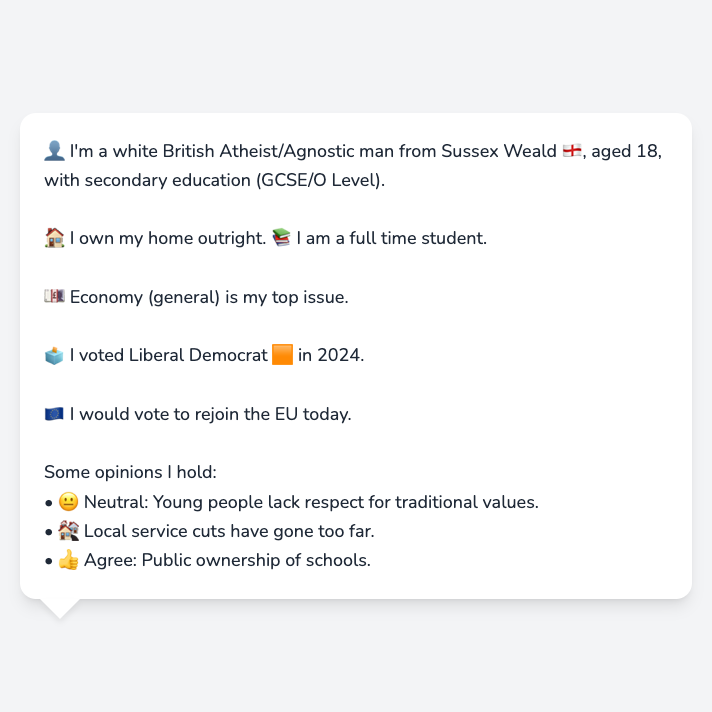 👤 I'm a white British Atheist/Agnostic man from Sussex Weald 🏴󠁧󠁢󠁥󠁮󠁧󠁿, aged 18,
with secondary education (GCSE/O Level).
🏠 I own my home outright. 📚 I am a full time student.
💷 Economy (general) is my top issue.
🗳️ I voted Liberal Democrat 🟧 in 2024.
🇪🇺 I would vote to rejoin the EU today.
Some opinions I hold:
• 😐 Neutral: Young people lack respect for traditional values.
• 🏚️ Local service cuts have gone too far.
• 👍 Agree: Public ownership of schools.